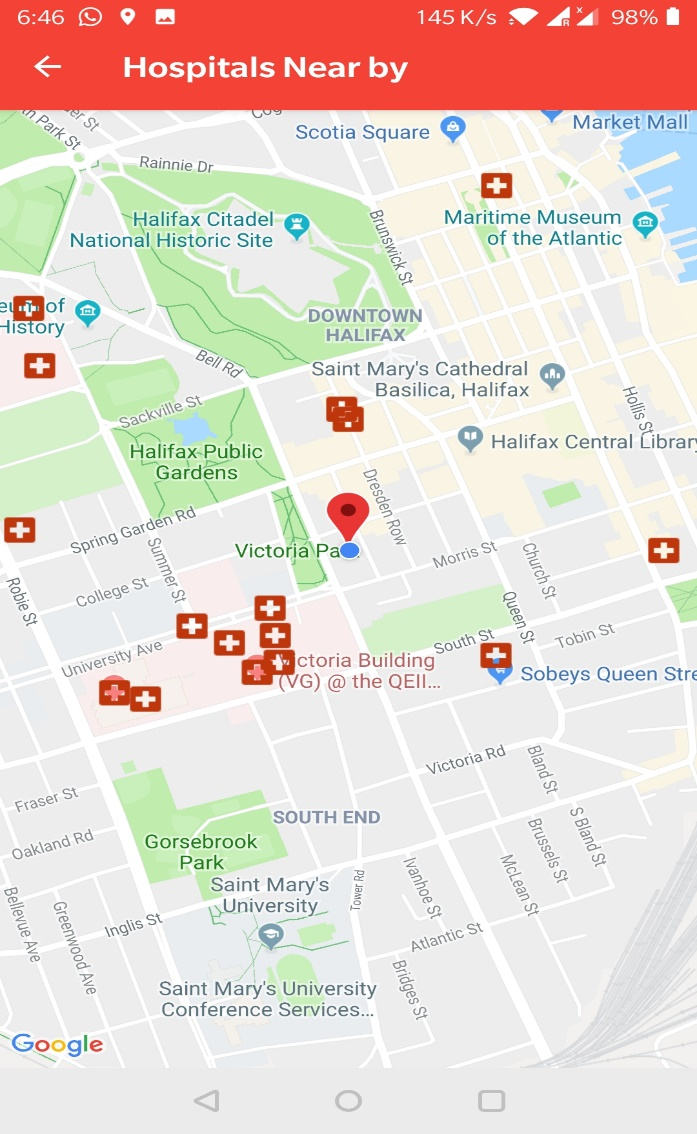 6:46 145 K/s 98%
Hospitals Near by
Park St
Scotia Square
Market Mall
Rainnie Dr
Halifax Citadel
National Historic Site
Brunswick St
Maritime Museum
of the Atlantic
of
History
DOWNTOWN
HALIFAX
Bell Rd
Saint Mary's Cathedral
Basilica, Halifax
Hollis St
Sackville St
Halifax Public
Gardens
Halifax Central Library
Dresden Row
Spring Garden Rd
Victoria Pa
Summer St
Morris St
Church St
Robie St
College St
Queen St
University Ave
South St
Tobin St
Victoria Building
(VG) @ the QEII...
Sobeys Queen Stre
Victoria Rd
Bland St
Fraser St
SOUTH END
S Bland St
Oakland Rd
Gorsebrook
Park
Brussels St
Saint Mary's
University
Tower Rd
Ivanhoe St
McLean St
Bellevue Ave
Greenwood Ave
Inglis St
Atlantic St
Saint Mary's University
Conference Services...
Bridges St
Google